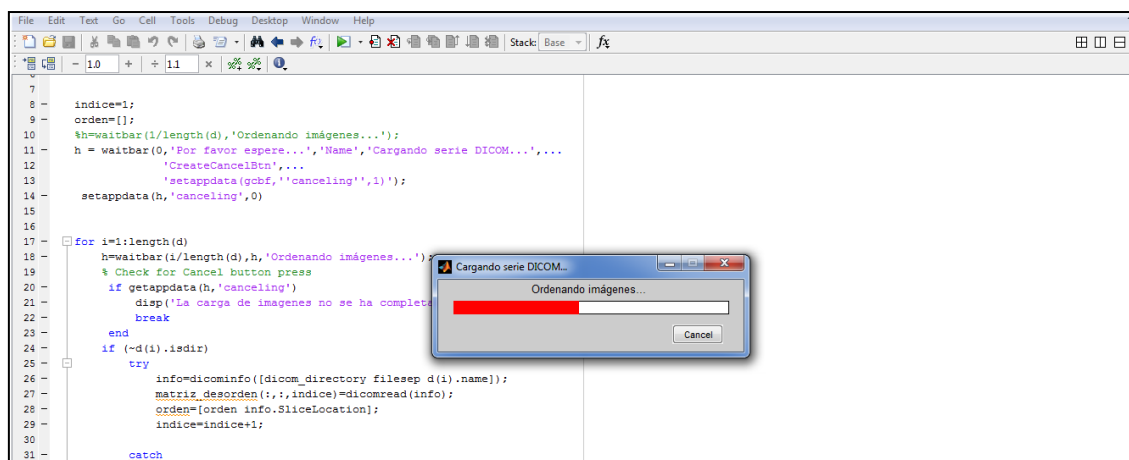 File Edit Text Go Cell Tools Debug Desktop Window Help
Stack: Base fx
- 1.0 + ÷ 1.1 ×
7
8 - indice=1;
9 - orden=[];
10 %h=waitbar(1/length(d),'Ordenando imágenes...');
11 - h = waitbar(0,'Por favor espere...','Name','Cargando serie DICOM...',...
12 'CreateCancelBtn',...
13 'setappdata(gcbf,''canceling'',1)');
14 - setappdata(h,'canceling',0)
15
16
17 - for i=1:length(d)
18 - h=waitbar(i/length(d),h,'Ordenando imágenes...');
19 % Check for Cancel button press
20 - if getappdata(h,'canceling')
21 - disp('La carga de imagenes no se ha complet
22 - break
23 - end
24 - if (~d(i).isdir)
25 - try
26 - info=dicominfo([dicom_directory filesep d(i).name]);
27 - matriz_desorden(:,:,indice)=dicomread(info);
28 - orden=[orden info.SliceLocation];
29 - indice=indice+1;
30
31 - catch
Cargando serie DICOM...
Ordenando imágenes...
Cancel